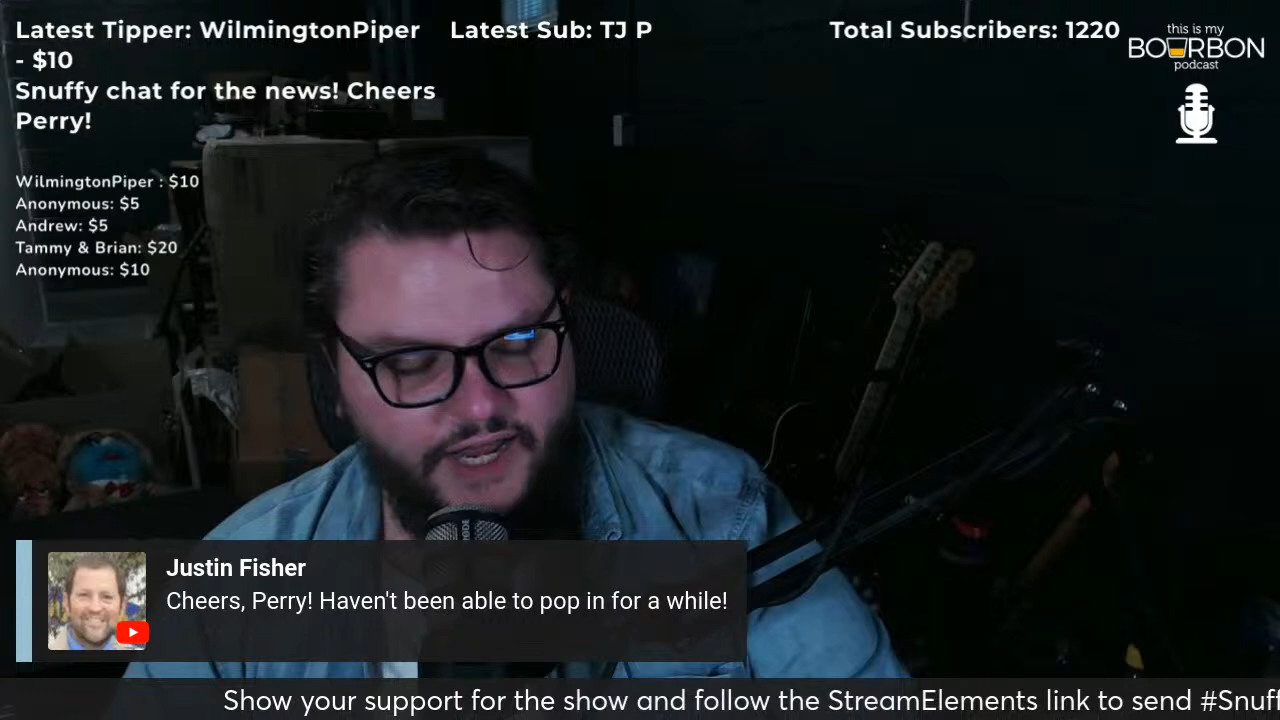 Latest Tipper: WilmingtonPiper
- $10
Snuffy chat for the news! Cheers
Perry!
Latest Sub: TJ P
Total Subscribers: 1220
this is my
BOURBON
podcast
WilmingtonPiper : $10
Anonymous: $5
Andrew: $5
Tammy & Brian: $20
Anonymous: $10
Justin Fisher
Cheers, Perry! Haven't been able to pop in for a while!
Show your support for the show and follow the StreamElements link to send #Snuff